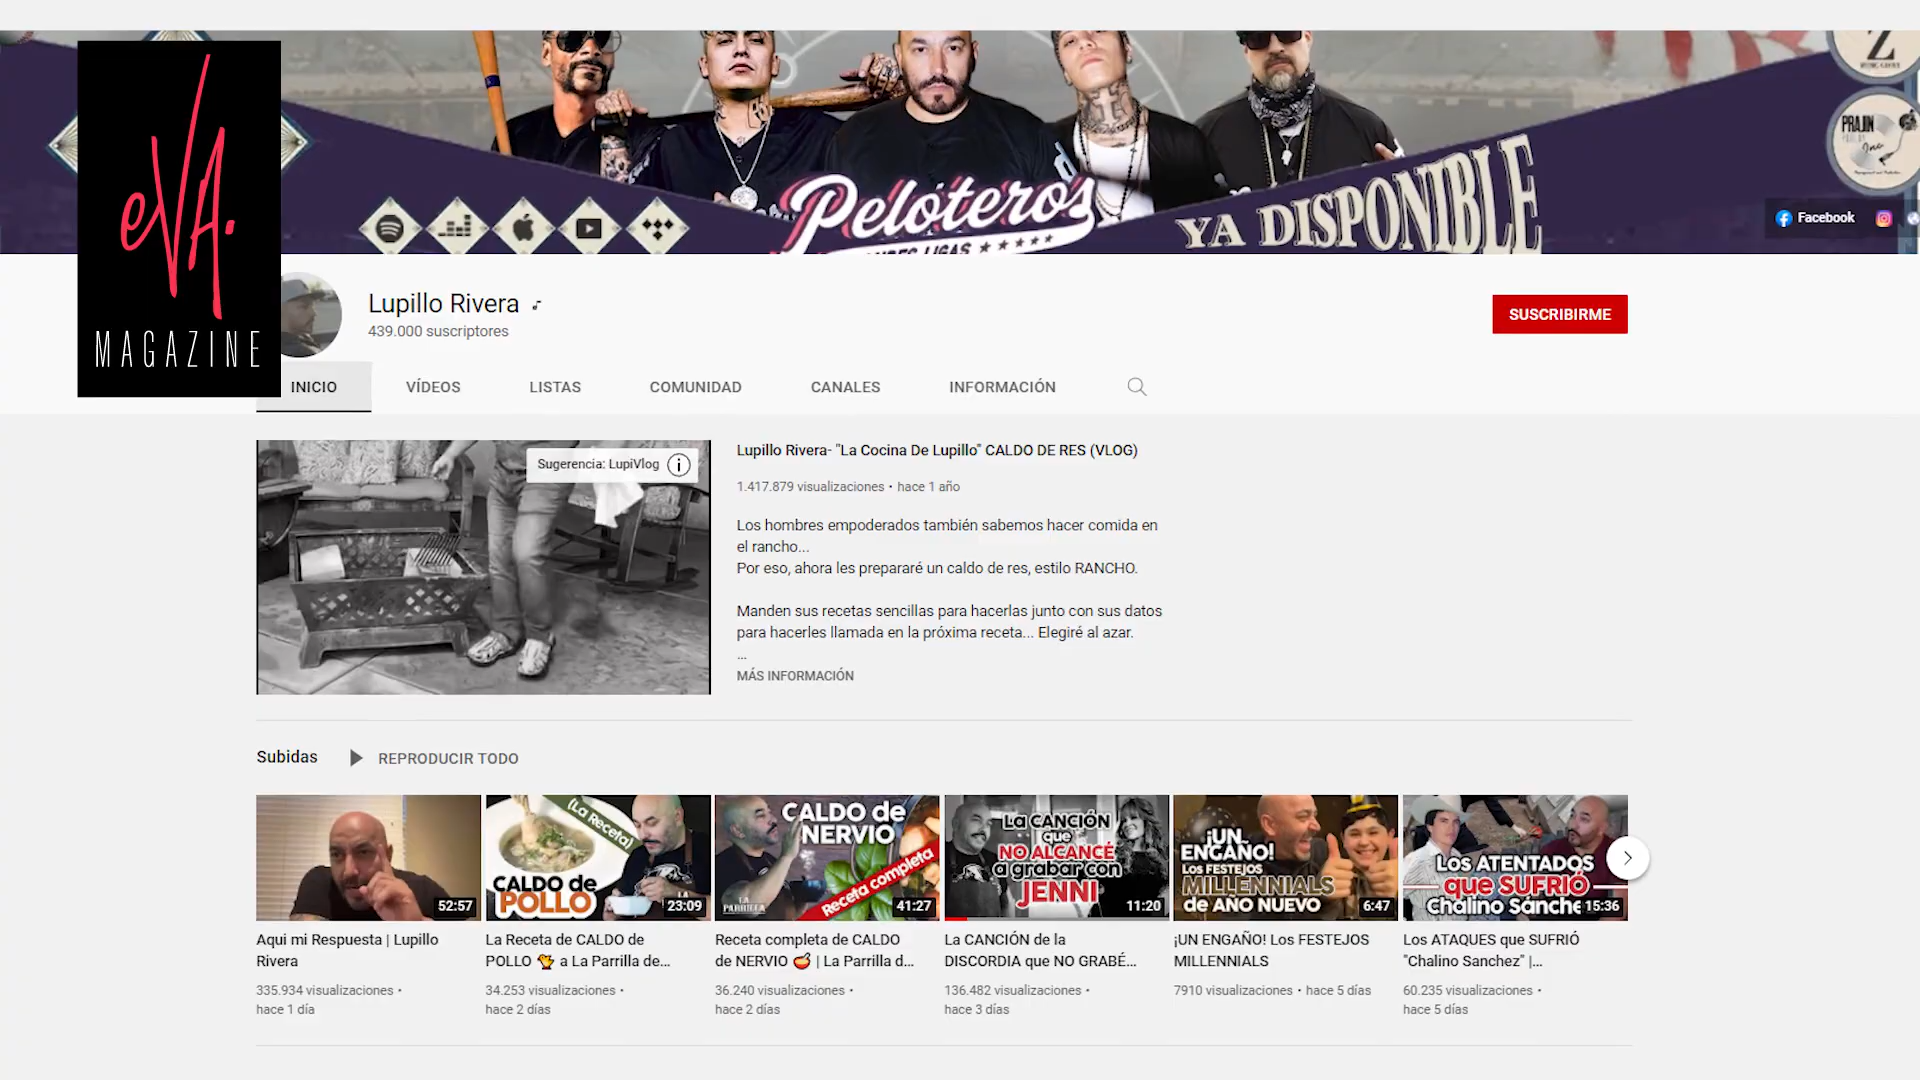 eVA.
MAGAZINE
Peloteros
YA DISPONIBLE
PRAJIN
Inc
Facebook
Lupillo Rivera
439.000 suscriptores
SUSCRIBIRME
INICIO
VÍDEOS
LISTAS
COMUNIDAD
CANALES
INFORMACIÓN
Sugerencia: LupiVlog
Lupillo Rivera- "La Cocina De Lupillo" CALDO DE RES (VLOG)
1.417.879 visualizaciones • hace 1 año
Los hombres empoderados también sabemos hacer comida en
el rancho...
Por eso, ahora les prepararé un caldo de res, estilo RANCHO.
Manden sus recetas sencillas para hacerlas junto con sus datos
para hacerles llamada en la próxima receta... Elegiré al azar.
...
MÁS INFORMACIÓN
Subidas
REPRODUCIR TODO
52:57
(La Receta)
CALDO de
POLLO
23:09
CALDO de
NERVIO
Receta completa
LA
PARRILLA
41:27
La CANCIÓN
que
NO ALCANCÉ
a grabar con
JENNI
11:20
¡UN
ENGAÑO!
LOS FESTEJOS
MILLENNIALS
de AÑO NUEVO
6:47
LOS ATENTADOS
que SUFRIÓ
Chalino Sánche
15:36
Aqui mi Respuesta | Lupillo
Rivera
335.934 visualizaciones •
hace 1 día
La Receta de CALDO de
POLLO 🐓 a La Parrilla de...
34.253 visualizaciones •
hace 2 días
Receta completa de CALDO
de NERVIO 🍲 | La Parrilla d...
36.240 visualizaciones •
hace 2 días
La CANCIÓN de la
DISCORDIA que NO GRABÉ...
136.482 visualizaciones •
hace 3 días
¡UN ENGAÑO! Los FESTEJOS
MILLENNIALS
7910 visualizaciones • hace 5 días
Los ATAQUES que SUFRIÓ
"Chalino Sanchez" |...
60.235 visualizaciones •
hace 5 días